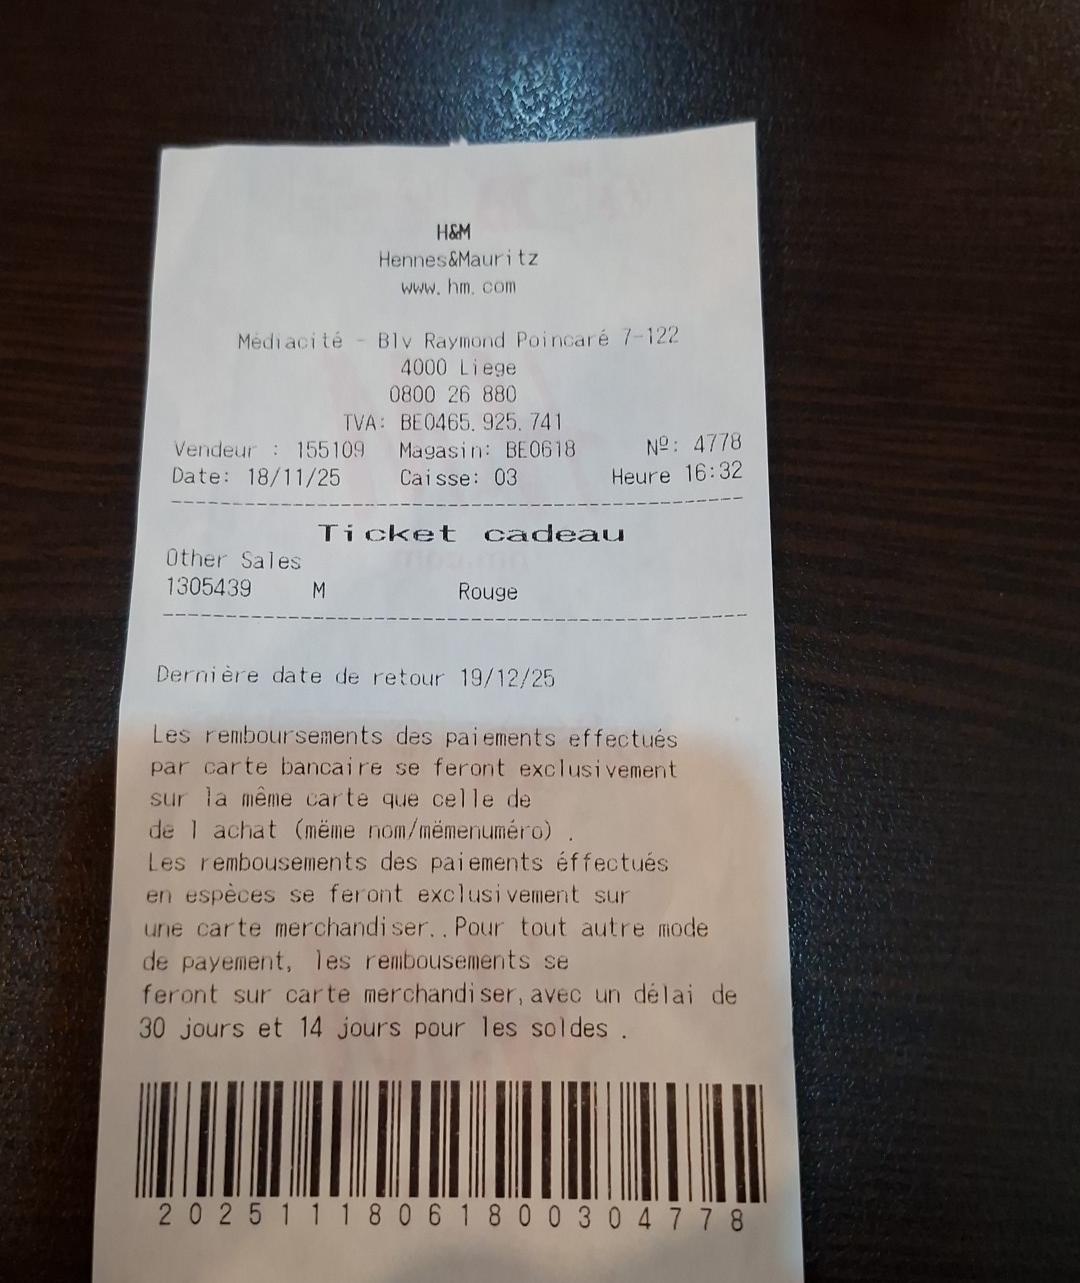 H&M
Hennes&Mauritz
www.hm.com
Médiacité - Blv Raymond Poincaré 7-122
4000 Liege
0800 26 880
TVA: BE0465.925.741
Vendeur : 155109 Magasin: BE0618 Nº: 4778
Date: 18/11/25 Caisse: 03 Heure 16:32
Ticket cadeau
Other Sales
1305439 M Rouge
Dernière date de retour 19/12/25
Les remboursements des paiements effectués
par carte bancaire se feront exclusivement
sur la même carte que celle de
de l achat (même nom/mëmenuméro) .
Les rembousements des paiements éffectués
en espèces se feront exclusivement sur
une carte merchandiser..Pour tout autre mode
de payement, les rembousements se
feront sur carte merchandiser,avec un délai de
30 jours et 14 jours pour les soldes .
20251118061800304778